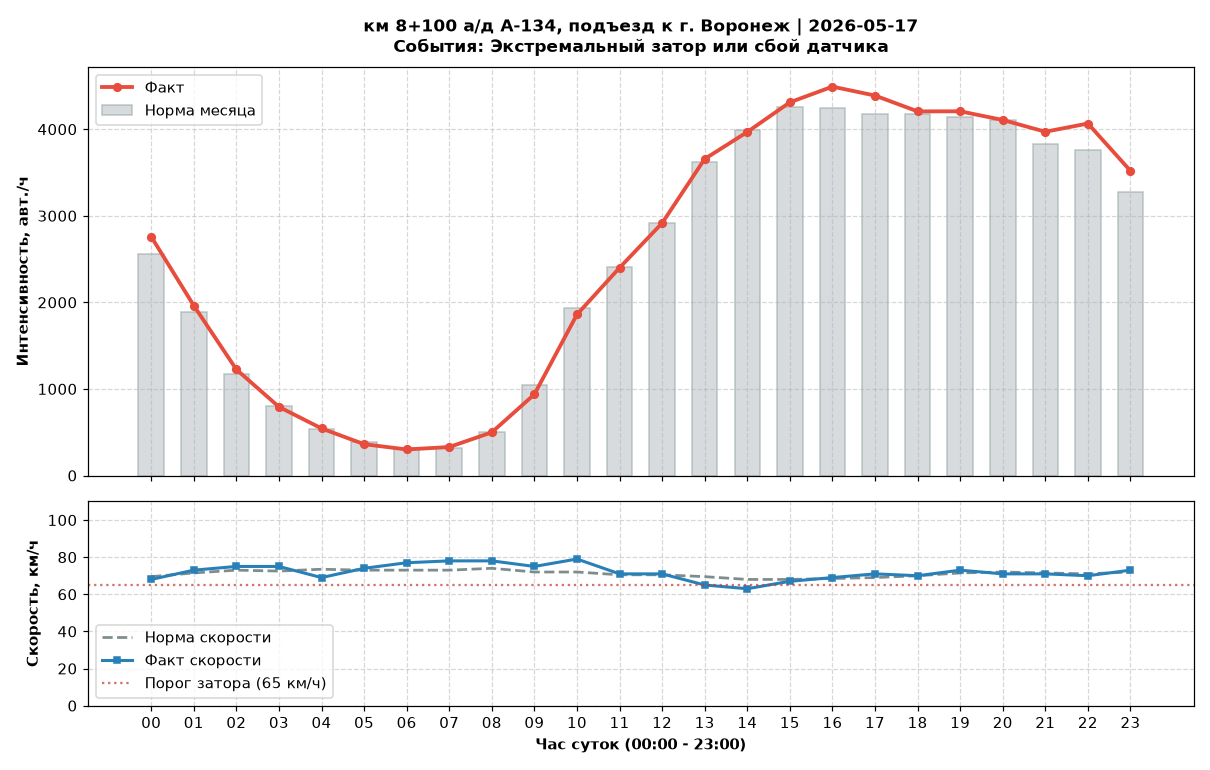 км 8+100 а/д А-134, подъезд к г. Воронеж | 2026-05-17
События: Экстремальный затор или сбой датчика
Факт
Норма месяца
Интенсивность, авт./ч
4000
3000
2000
1000
0
Скорость, км/ч
100
80
60
40
20
0
Норма скорости
Факт скорости
Порог затора (65 км/ч)
00 01 02 03 04 05 06 07 08 09 10 11 12 13 14 15 16 17 18 19 20 21 22 23
Час суток (00:00 - 23:00)